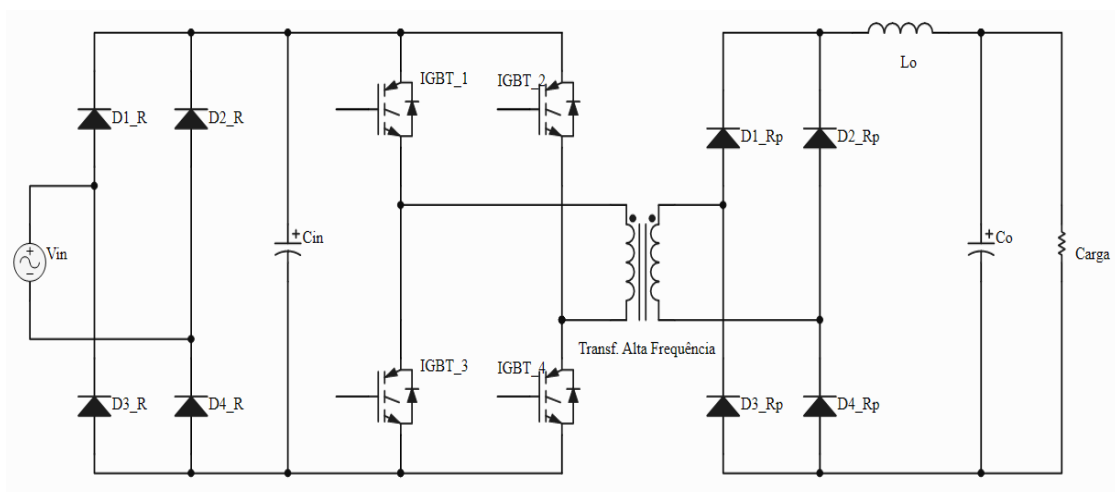 IGBT_1
IGBT_2
Lo
D1_R
D2_R
D1_Rp
D2_Rp
+
Cin
+
Co
Vin
+
−
Carga
Transf. Alta Frequência
IGBT_3
IGBT_4
D3_R
D4_R
D3_Rp
D4_Rp